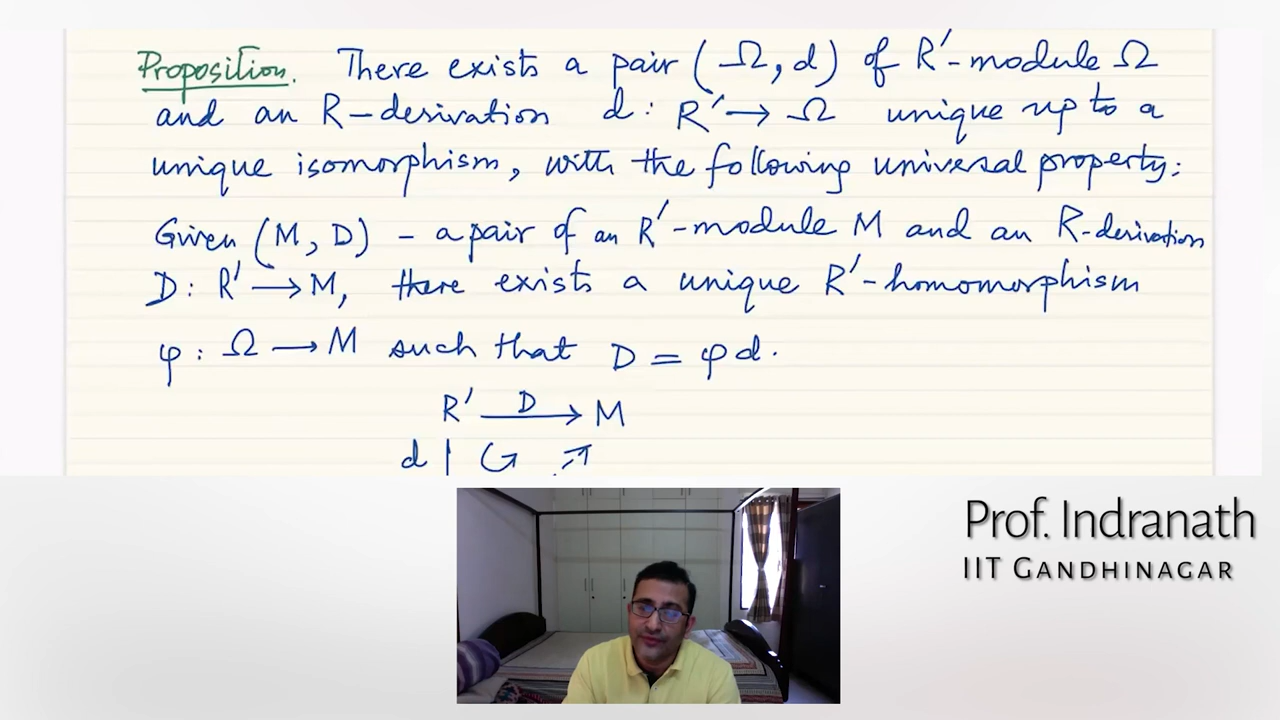 Proposition. There exists a pair (Ω, d) of R′-module Ω
and an R-derivation d: R′ → Ω unique up to a
unique isomorphism, with the following universal property:
Given (M, D) - a pair of an R′-module M and an R-derivation
D: R′ → M, there exists a unique R′-homomorphism
φ: Ω → M such that D = φd.
R′ →D M
d
Prof. Indranath
IIT GANDHINAGAR